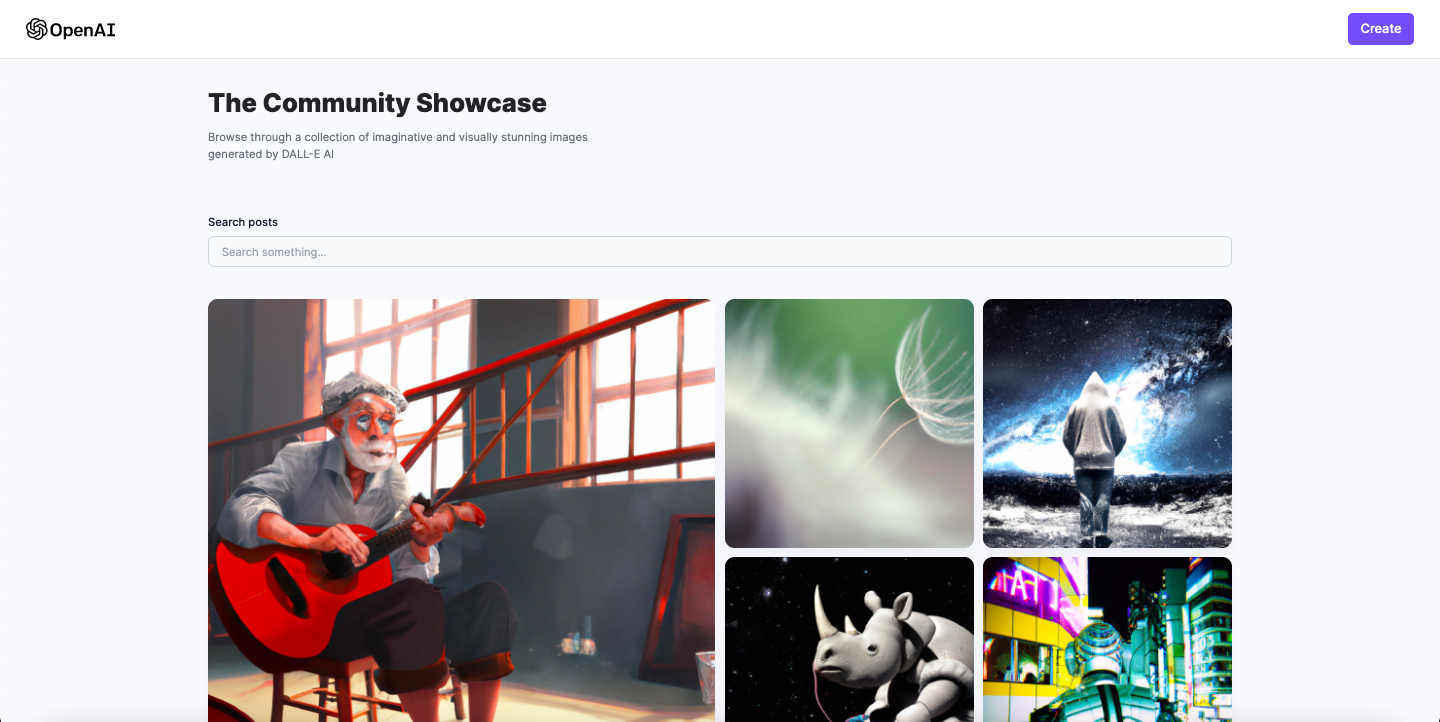 OpenAI
Create
The Community Showcase
Browse through a collection of imaginative and visually stunning images
generated by DALL-E AI
Search posts
Search something...